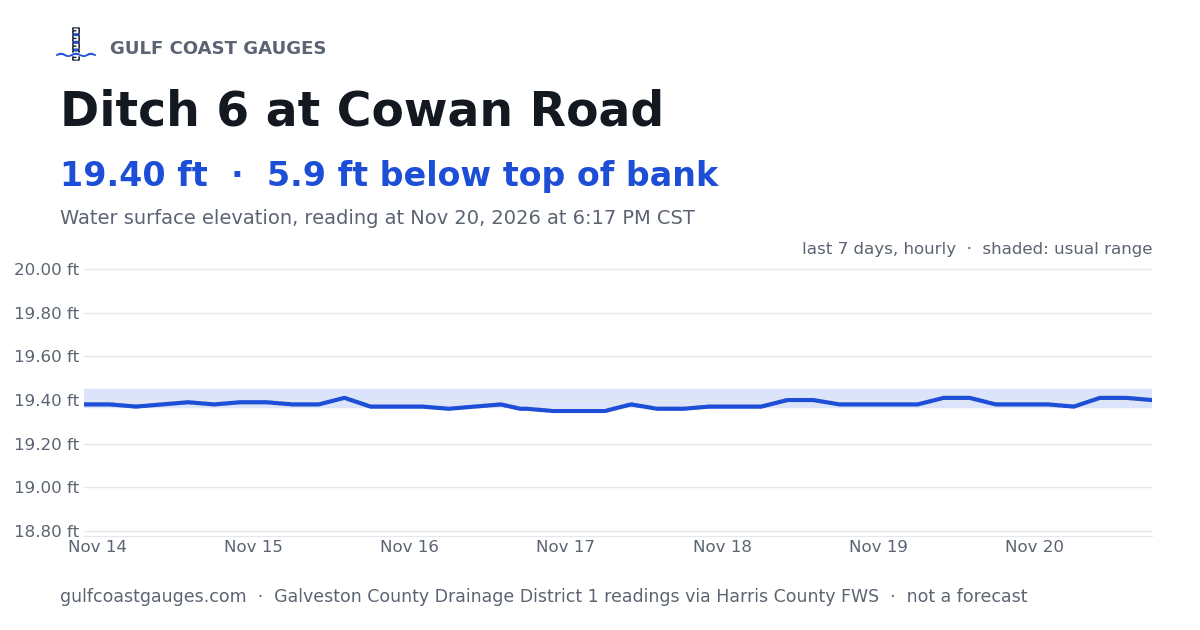 GULF COAST GAUGES
Ditch 6 at Cowan Road
19.40 ft · 5.9 ft below top of bank
Water surface elevation, reading at Nov 20, 2026 at 6:17 PM CST
last 7 days, hourly · shaded: usual range
20.00 ft
19.80 ft
19.60 ft
19.40 ft
19.20 ft
19.00 ft
18.80 ft
Nov 14 Nov 15 Nov 16 Nov 17 Nov 18 Nov 19 Nov 20
gulfcoastgauges.com · Galveston County Drainage District 1 readings via Harris County FWS · not a forecast